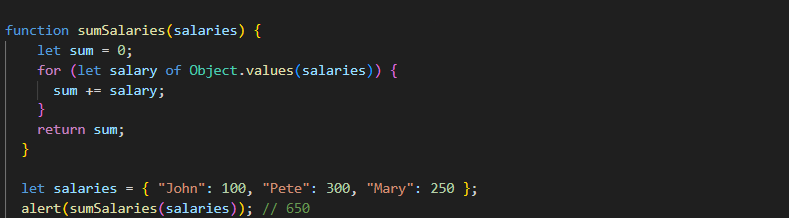 function sumSalaries(salaries) {
let sum = 0;
for (let salary of Object.values(salaries)) {
sum += salary;
}
return sum;
}
let salaries = { "John": 100, "Pete": 300, "Mary": 250 };
alert(sumSalaries(salaries)); // 650